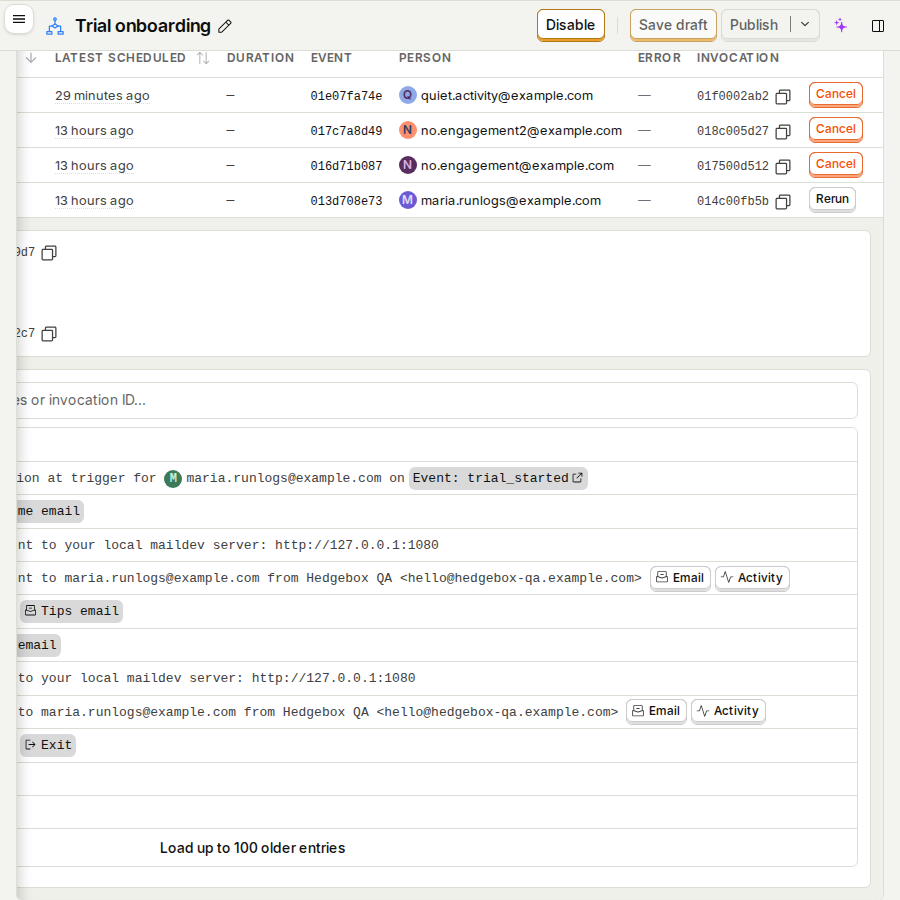 Trial onboarding
Disable
Save draft
Publish
LATEST SCHEDULED DURATION EVENT PERSON ERROR INVOCATION
29 minutes ago – 01e07fa74e Q quiet.activity@example.com — 01f0002ab2 Cancel
13 hours ago – 017c7a8d49 N no.engagement2@example.com — 018c005d27 Cancel
13 hours ago – 016d71b087 N no.engagement@example.com — 017500d512 Cancel
13 hours ago – 013d708e73 M maria.runlogs@example.com — 014c00fb5b Rerun
9d7
2c7
es or invocation ID...
ion at trigger for M maria.runlogs@example.com on Event: trial_started
me email
nt to your local maildev server: http://127.0.0.1:1080
nt to maria.runlogs@example.com from Hedgebox QA <hello@hedgebox-qa.example.com> Email Activity
Tips email
email
to your local maildev server: http://127.0.0.1:1080
to maria.runlogs@example.com from Hedgebox QA <hello@hedgebox-qa.example.com> Email Activity
Exit
Load up to 100 older entries